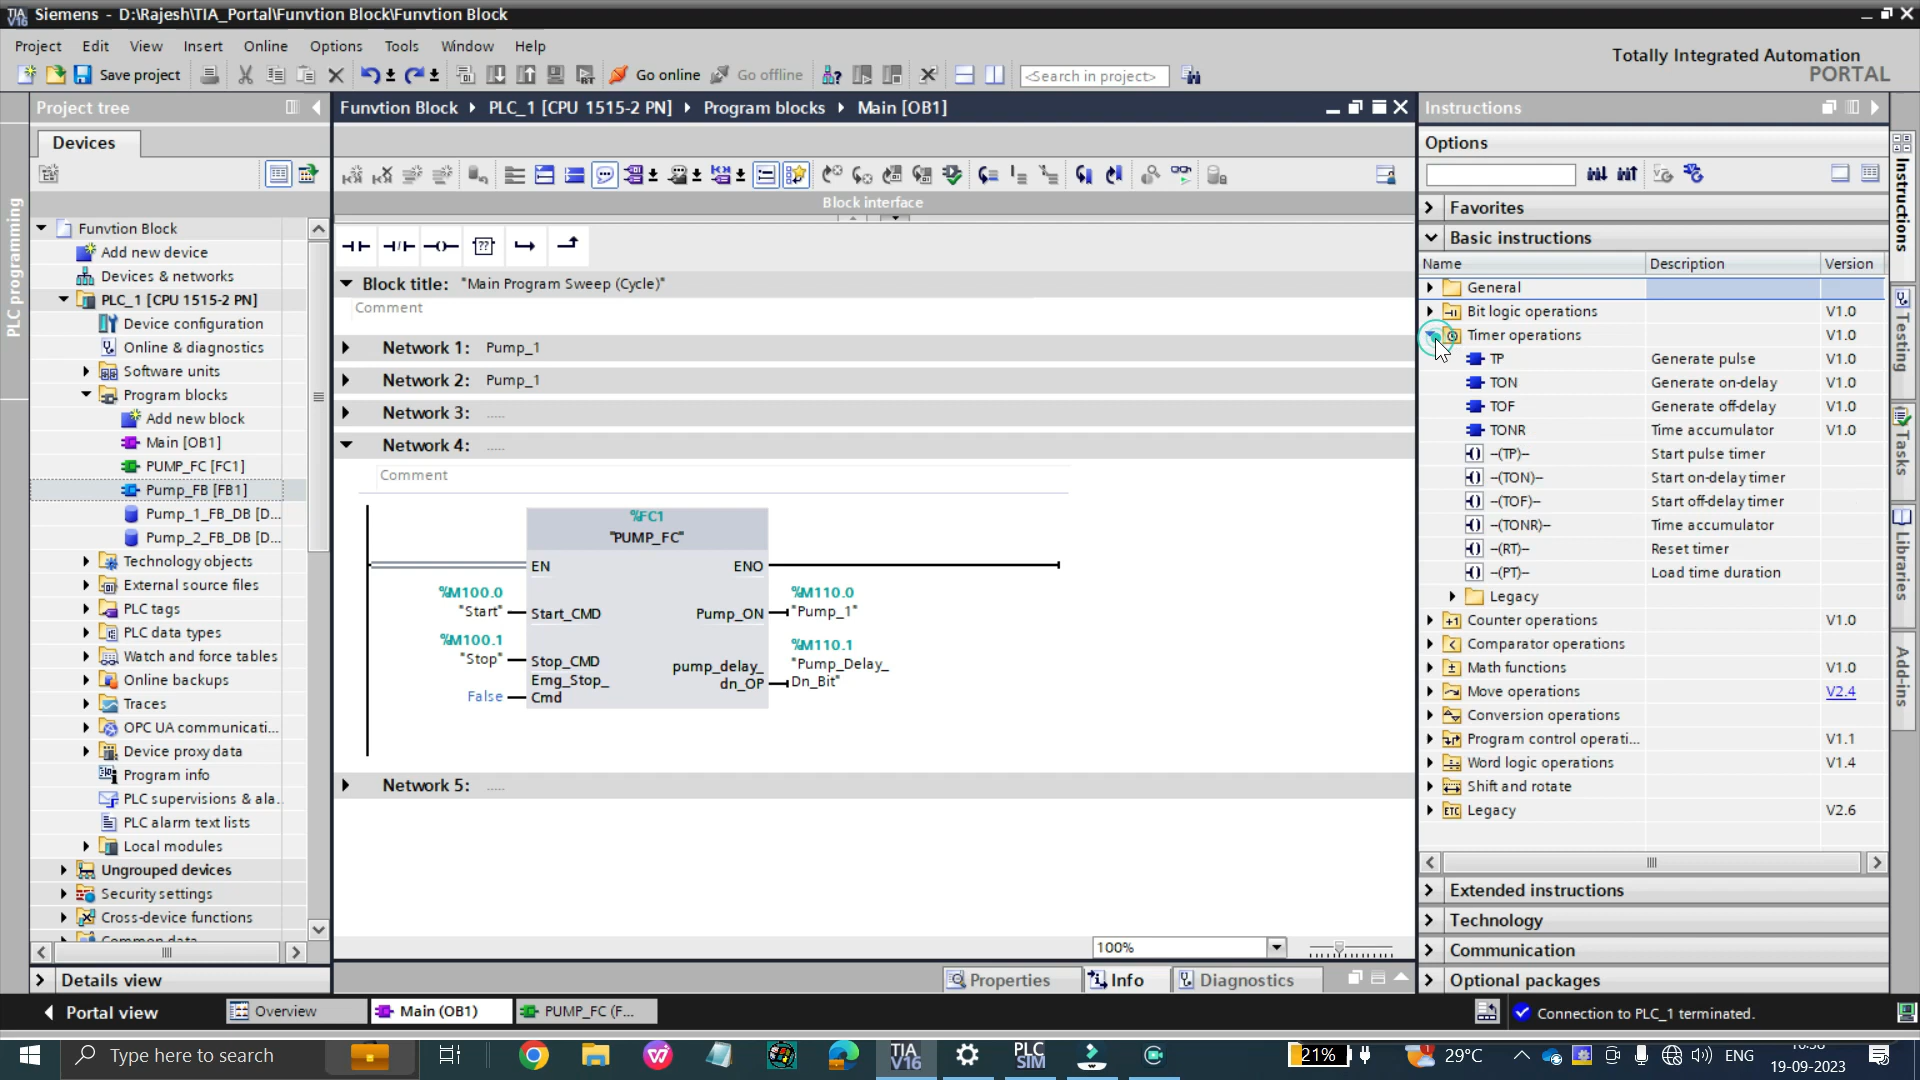 Siemens - D:\Rajesh\TIA_Portal\Funvtion Block\Funvtion Block
Project Edit View Insert Online Options Tools Window Help
Totally Integrated Automation
PORTAL
Save project
Go online
Go offline
<Search in project>
Project tree
Funvtion Block PLC_1 [CPU 1515-2 PN] Program blocks Main [OB1]
Instructions
Devices
Options
Block interface
PLC programming
Funvtion Block
Add new device
Devices & networks
PLC_1 [CPU 1515-2 PN]
Device configuration
Online & diagnostics
Software units
Program blocks
Add new block
Main [OB1]
PUMP_FC [FC1]
Pump_FB [FB1]
Pump_1_FB_DB [D...
Pump_2_FB_DB [D...
Technology objects
External source files
PLC tags
PLC data types
Watch and force tables
Online backups
Traces
OPC UA communicati...
Device proxy data
Program info
PLC supervisions & ala..
PLC alarm text lists
Local modules
Ungrouped devices
Security settings
Cross-device functions
Common data
Details view
??
Block title: "Main Program Sweep (Cycle)"
Comment
Network 1: Pump_1
Network 2: Pump_1
Network 3: .....
Network 4: .....
Comment
%FC1
"PUMP_FC"
EN ENO
%M100.0
"Start" Start_CMD
%M100.1
"Stop" Stop_CMD
Emg_Stop_
False Cmd
%M110.0
Pump_ON "Pump_1"
%M110.1
pump_delay_ "Pump_Delay_
dn_OP Dn_Bit"
Network 5: .....
100%
Properties Info Diagnostics
Favorites
Basic instructions
Name Description Version
General
Bit logic operations V1.0
Timer operations V1.0
TP Generate pulse V1.0
TON Generate on-delay V1.0
TOF Generate off-delay V1.0
TONR Time accumulator V1.0
-(TP)- Start pulse timer
-(TON)- Start on-delay timer
-(TOF)- Start off-delay timer
-(TONR)- Time accumulator
-(RT)- Reset timer
-(PT)- Load time duration
Legacy
Counter operations V1.0
Comparator operations
Math functions V1.0
Move operations V2.4
Conversion operations
Program control operati... V1.1
Word logic operations V1.4
Shift and rotate
Legacy V2.6
Extended instructions
Technology
Communication
Optional packages
Instructions
Testing
Tasks
Libraries
Add-ins
Portal view
Overview
Main (OB1)
PUMP_FC (F...
Connection to PLC_1 terminated.
Type here to search
TIA V16
PLC SIM
21%
29°C
ENG
19-09-2023